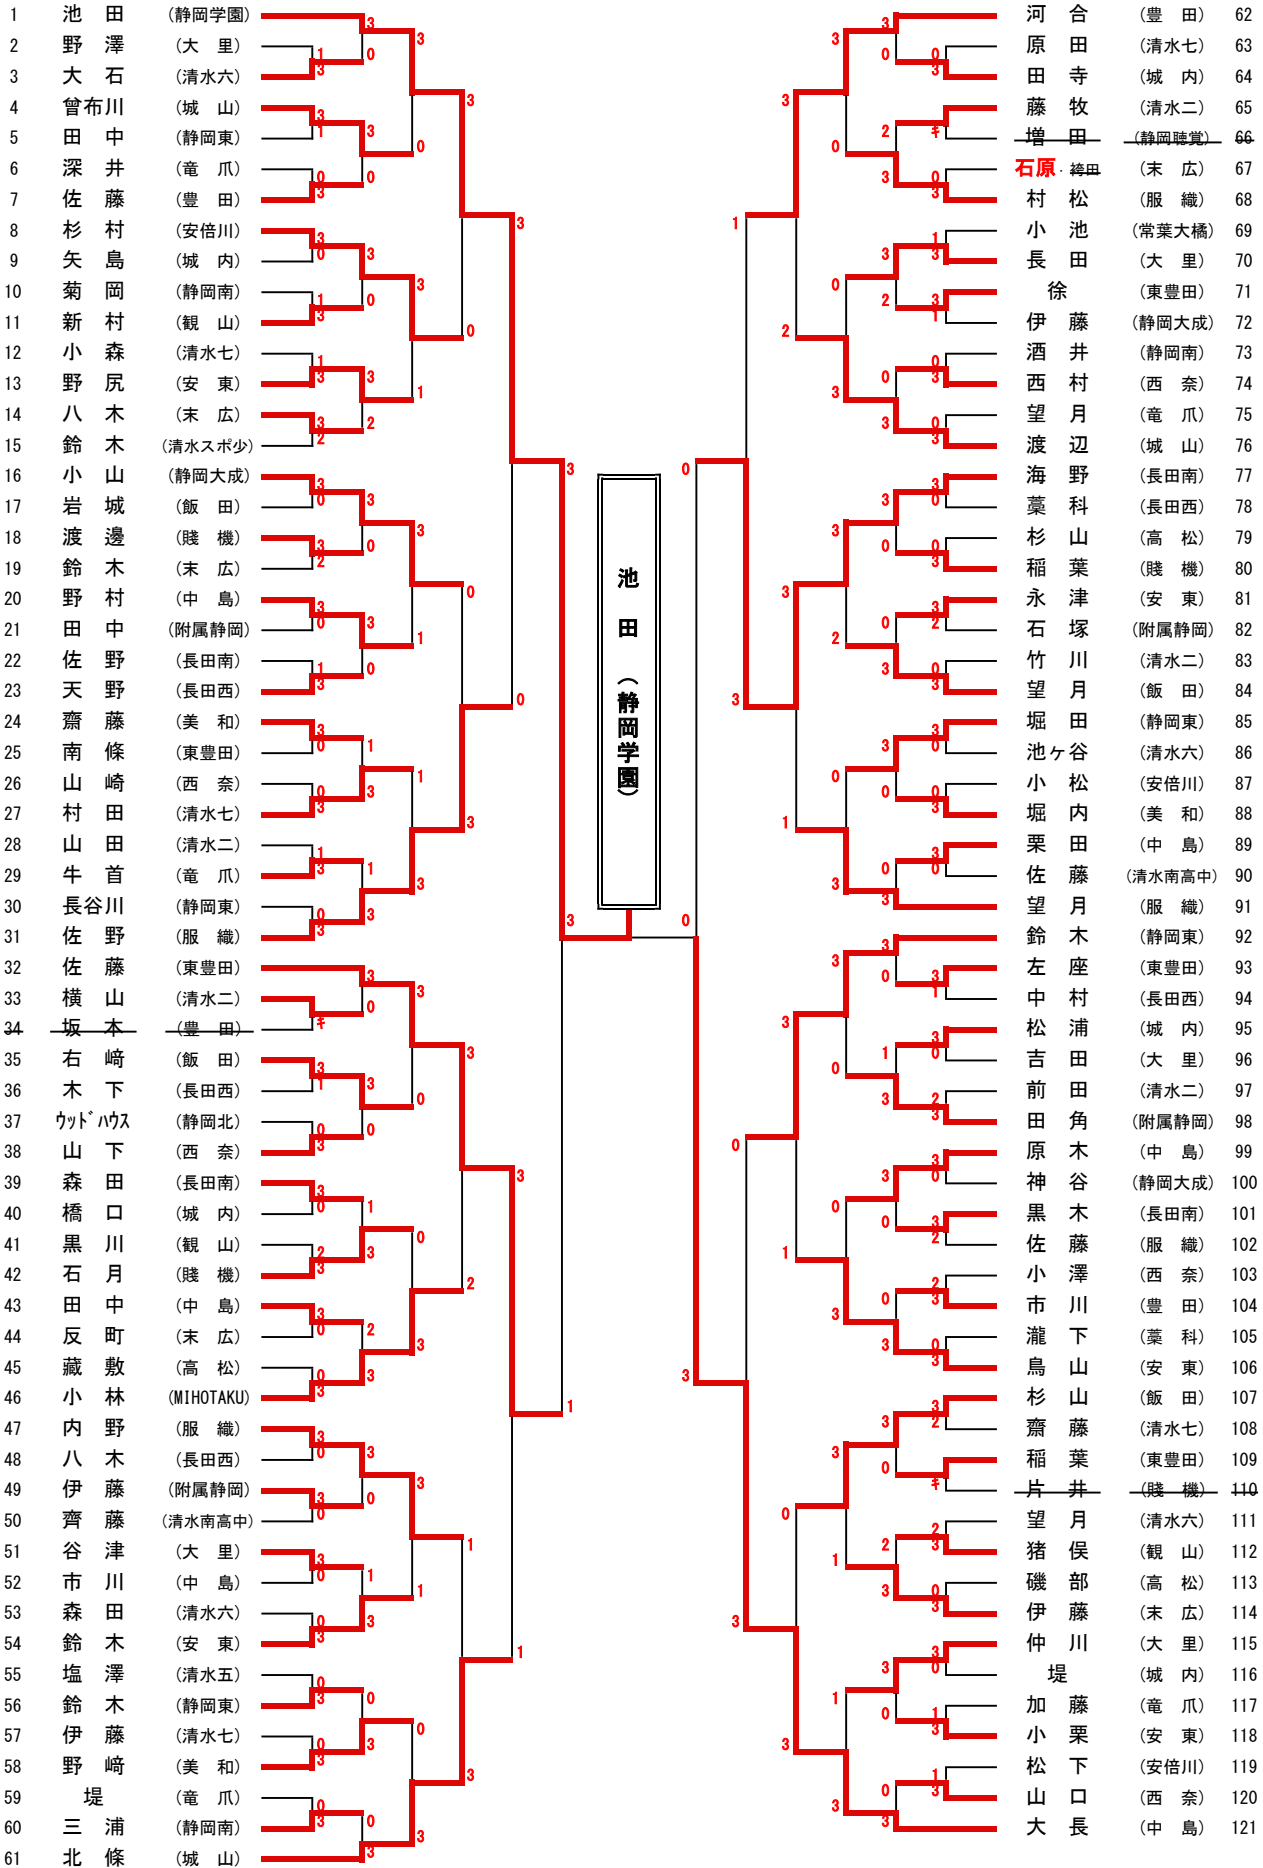 1 池　田 (静岡学園)
2 野　澤 (大　里)
3 大　石 (清水六)
4 曾布川 (城　山)
5 田　中 (静岡東)
6 深　井 (竜　爪)
7 佐　藤 (豊　田)
8 杉　村 (安倍川)
9 矢　島 (城　内)
10 菊　岡 (静岡南)
11 新　村 (観　山)
12 小　森 (清水七)
13 野　尻 (安　東)
14 八　木 (末　広)
15 鈴　木 (清水スポ少)
16 小　山 (静岡大成)
17 岩　城 (飯　田)
18 渡　邊 (賤　機)
19 鈴　木 (末　広)
20 野　村 (中　島)
21 田　中 (附属静岡)
22 佐　野 (長田南)
23 天　野 (長田西)
24 齋　藤 (美　和)
25 南　條 (東豊田)
26 山　崎 (西　奈)
27 村　田 (清水七)
28 山　田 (清水二)
29 牛　首 (竜　爪)
30 長谷川 (静岡東)
31 佐　野 (服　織)
32 佐　藤 (東豊田)
33 横　山 (清水二)
34 坂　本 (豊　田)
35 右　﨑 (飯　田)
36 木　下 (長田西)
37 ウッドハウス (静岡北)
38 山　下 (西　奈)
39 森　田 (長田南)
40 橋　口 (城　内)
41 黒　川 (観　山)
42 石　月 (賤　機)
43 田　中 (中　島)
44 反　町 (末　広)
45 藏　敷 (高　松)
46 小　林 (MIHOTAKU)
47 内　野 (服　織)
48 八　木 (長田西)
49 伊　藤 (附属静岡)
50 齊　藤 (清水南高中)
51 谷　津 (大　里)
52 市　川 (中　島)
53 森　田 (清水六)
54 鈴　木 (安　東)
55 塩　澤 (清水五)
56 鈴　木 (静岡東)
57 伊　藤 (清水七)
58 野　﨑 (美　和)
59 堤 (竜　爪)
60 三　浦 (静岡南)
61 北　條 (城　山)
池田（静岡学園）
河　合 (豊　田) 62
原　田 (清水七) 63
田　寺 (城　内) 64
藤　牧 (清水二) 65
増　田 (静岡聴覚) 66
石原・袴田 (末　広) 67
村　松 (服　織) 68
小　池 (常葉大橘) 69
長　田 (大　里) 70
徐 (東豊田) 71
伊　藤 (静岡大成) 72
酒　井 (静岡南) 73
西　村 (西　奈) 74
望　月 (竜　爪) 75
渡　辺 (城　山) 76
海　野 (長田南) 77
藁　科 (長田西) 78
杉　山 (高　松) 79
稲　葉 (賤　機) 80
永　津 (安　東) 81
石　塚 (附属静岡) 82
竹　川 (清水二) 83
望　月 (飯　田) 84
堀　田 (静岡東) 85
池ヶ谷 (清水六) 86
小　松 (安倍川) 87
堀　内 (美　和) 88
栗　田 (中　島) 89
佐　藤 (清水南高中) 90
望　月 (服　織) 91
鈴　木 (静岡東) 92
左　座 (東豊田) 93
中　村 (長田西) 94
松　浦 (城　内) 95
吉　田 (大　里) 96
前　田 (清水二) 97
田　角 (附属静岡) 98
原　木 (中　島) 99
神　谷 (静岡大成) 100
黒　木 (長田南) 101
佐　藤 (服　織) 102
小　澤 (西　奈) 103
市　川 (豊　田) 104
瀧　下 (藁　科) 105
鳥　山 (安　東) 106
杉　山 (飯　田) 107
齋　藤 (清水七) 108
稲　葉 (東豊田) 109
片　井 (賤　機) 110
望　月 (清水六) 111
猪　俣 (観　山) 112
磯　部 (高　松) 113
伊　藤 (末　広) 114
仲　川 (大　里) 115
堤 (城　内) 116
加　藤 (竜　爪) 117
小　栗 (安　東) 118
松　下 (安倍川) 119
山　口 (西　奈) 120
大　長 (中　島) 121